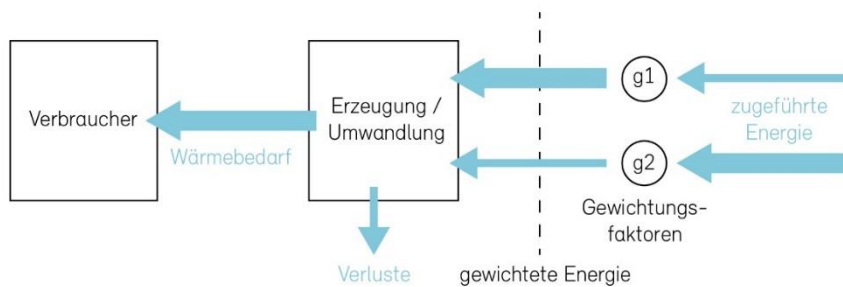 Verbraucher
Wärmebedarf
Erzeugung /
Umwandlung
Verluste
gewichtete Energie
g1
g2
Gewichtungs-
faktoren
zugeführte
Energie